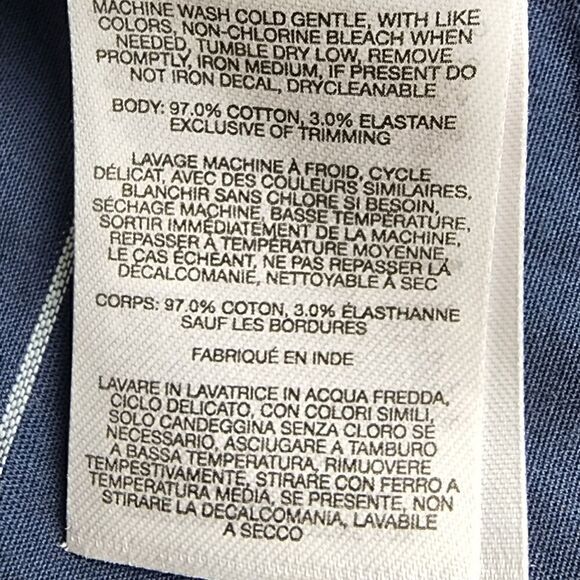 MACHINE WASH COLD GENTLE, WITH LIKE
COLORS, NON-CHLORINE BLEACH WHEN
NEEDED, TUMBLE DRY LOW, REMOVE
PROMPTLY, IRON MEDIUM, IF PRESENT DO
NOT IRON DECAL, DRYCLEANABLE
BODY: 97.0% COTTON, 3.0% ELASTANE
EXCLUSIVE OF TRIMMING
LAVAGE MACHINE À FROID, CYCLE
DÉLICAT, AVEC DES COULEURS SIMILAIRES,
BLANCHIR SANS CHLORE SI BESOIN,
SÉCHAGE MACHINE, BASSE TEMPÉRATURE,
SORTIR IMMÉDIATEMENT DE LA MACHINE,
REPASSER À TEMPÉRATURE MOYENNE,
LE CAS ÉCHÉANT, NE PAS REPASSER LA
DÉCALCOMANIE, NETTOYABLE À SEC
CORPS: 97.0% COTON, 3.0% ÉLASTHANNE
SAUF LES BORDURES
FABRIQUÉ EN INDE
LAVARE IN LAVATRICE IN ACQUA FREDDA,
CICLO DELICATO, CON COLORI SIMILI,
SOLO CANDEGGINA SENZA CLORO SE
NECESSARIO, ASCIUGARE A TAMBURO
A BASSA TEMPERATURA, RIMUOVERE
TEMPESTIVAMENTE, STIRARE CON FERRO A
TEMPERATURA MEDIA, SE PRESENTE, NON
STIRARE LA DECALCOMANIA, LAVABILE
A SECCO